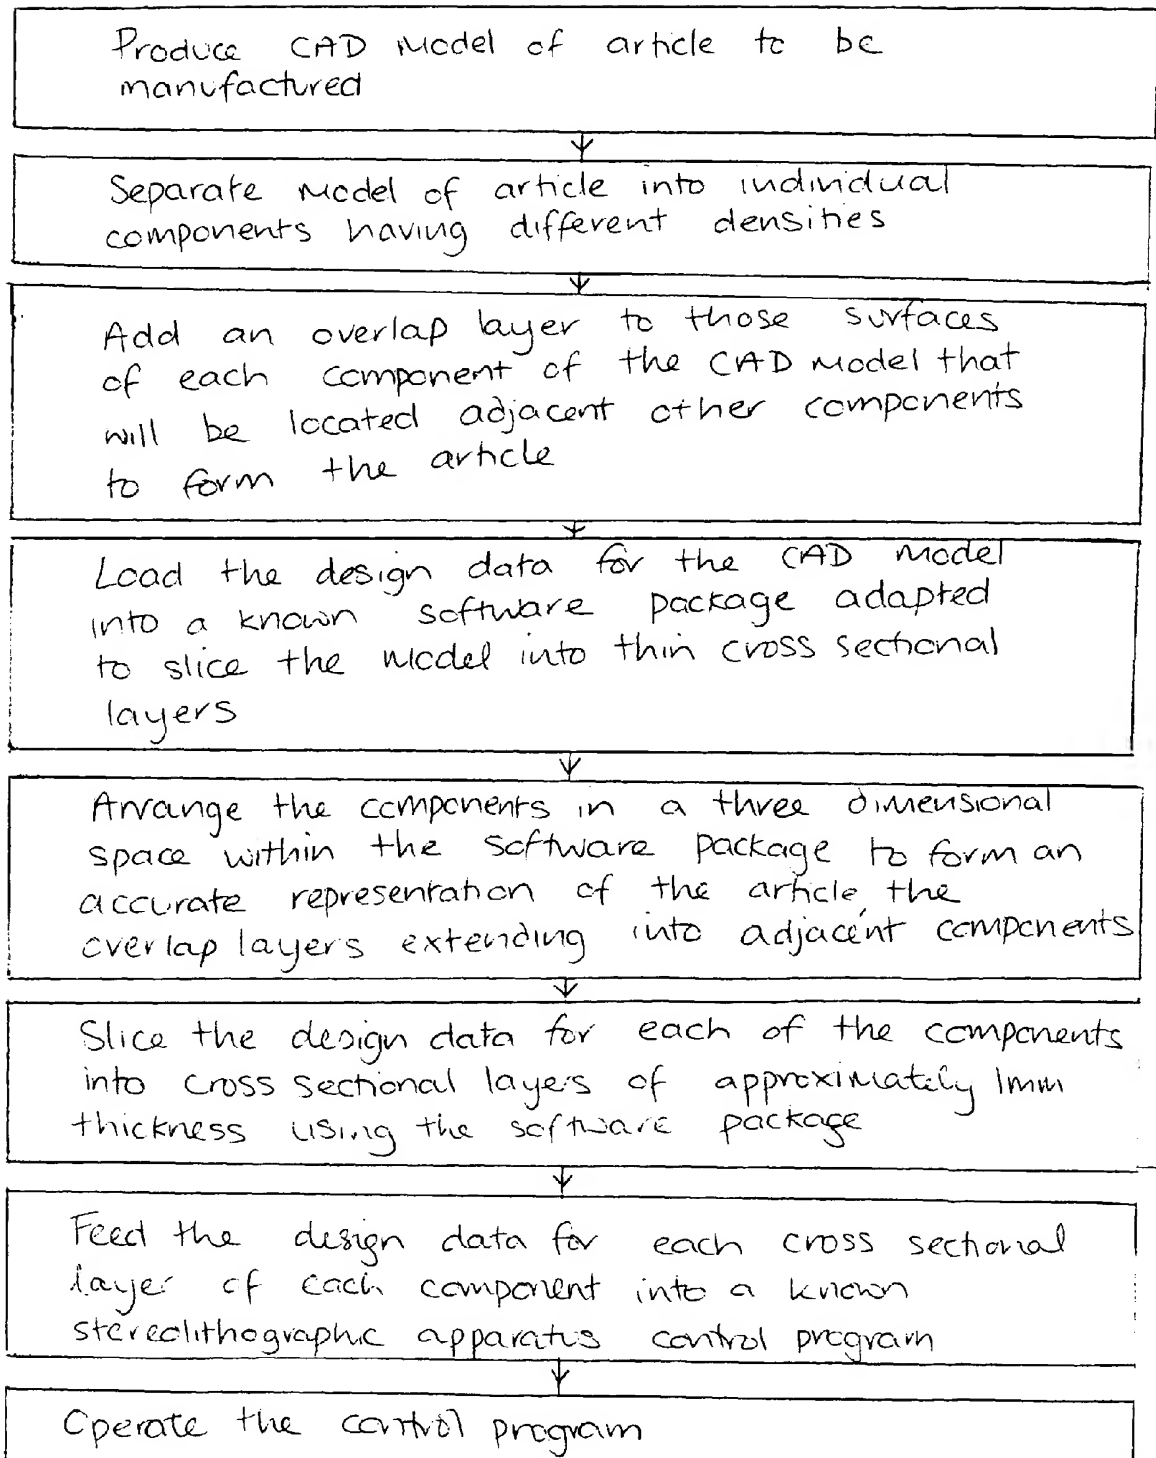 Produce CAD Model of article to be
manufactured
Separate Model of article into individual
components having different densities
Add an overlap layer to those surfaces
of each component of the CAD Model that
will be located adjacent other components
to form the article
Load the design data for the CAD Model
into a known software package adapted
to slice the Model into thin cross sectional
layers
Arrange the components in a three dimensional
space within the software package to form an
accurate representation of the article, the
overlap layers extending into adjacent components
Slice the design data for each of the components
into cross sectional layers of approximately 1mm
thickness using the software package
Feed the design data for each cross sectional
layer of each component into a known
stereolithographic apparatus control program
Operate the control program